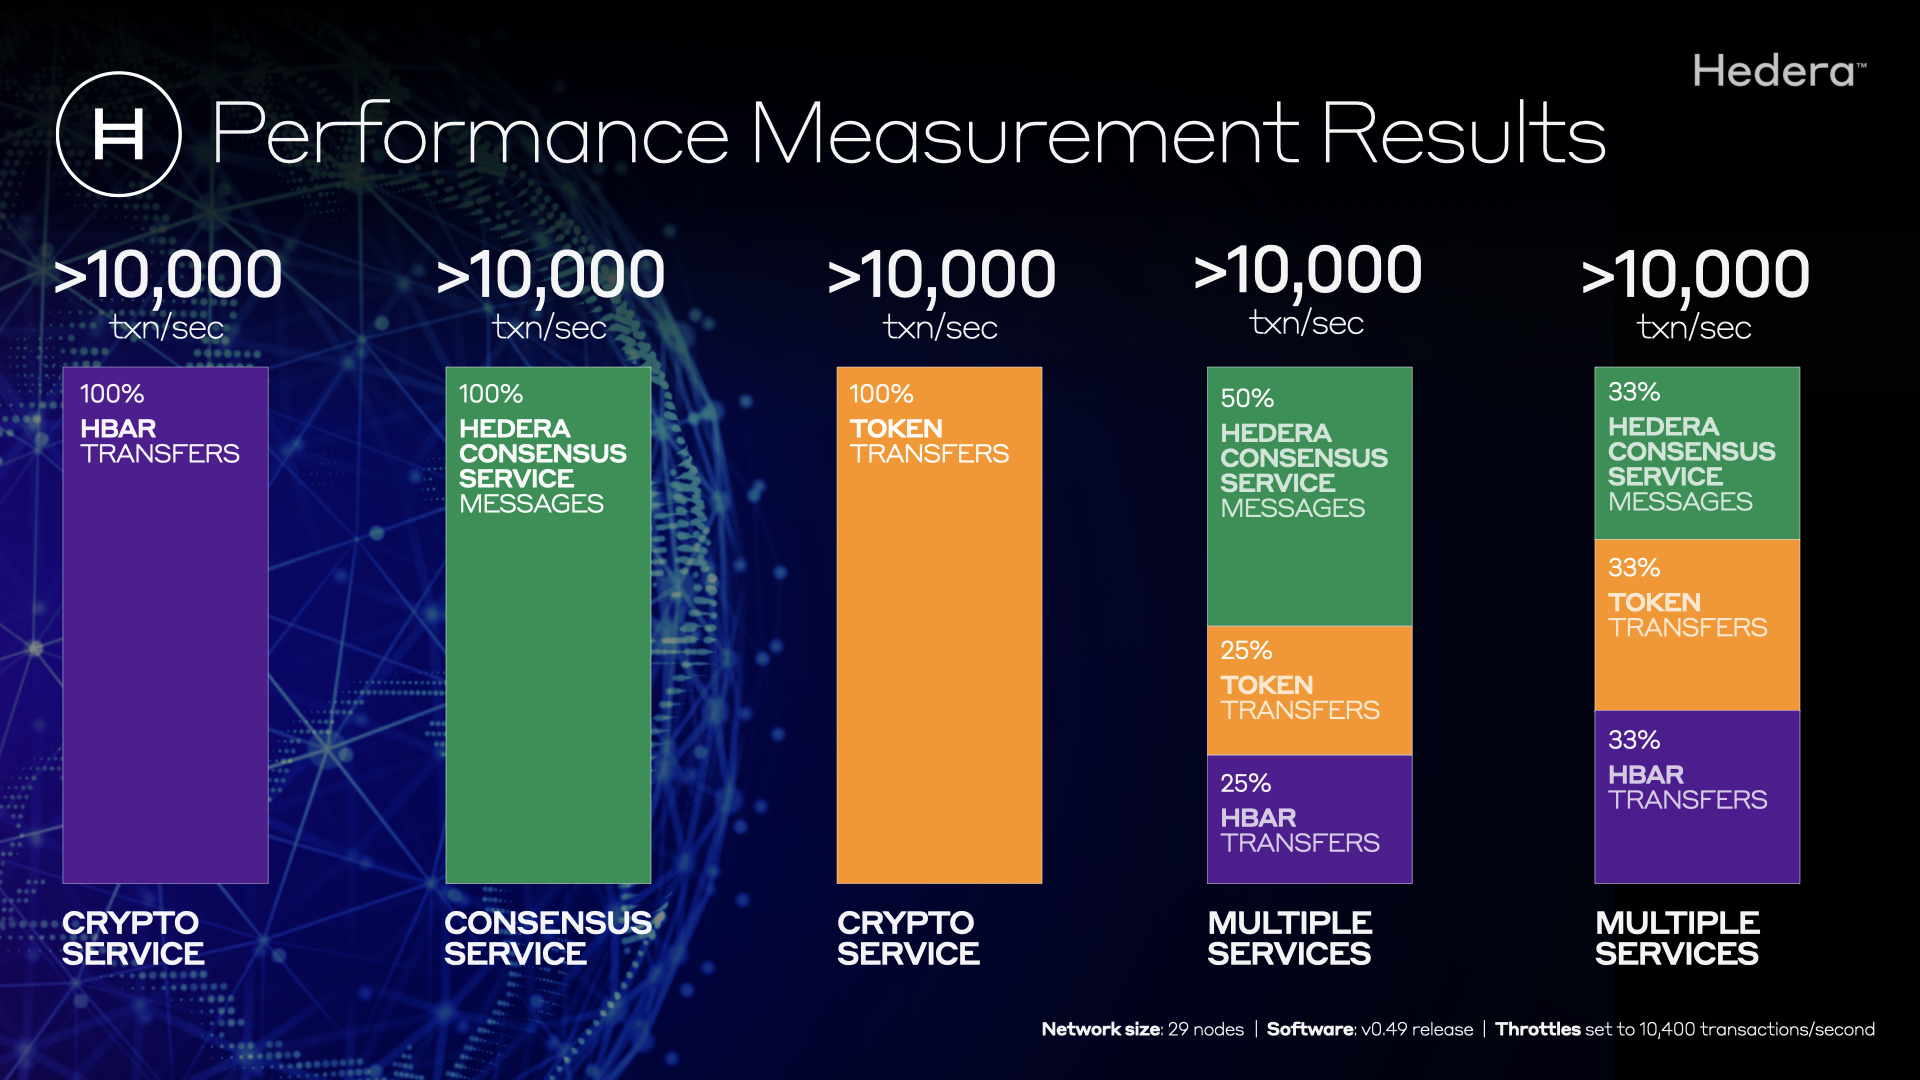 Hedera™
H Performance Measurement Results
>10,000
txn/sec
100%
HBAR
TRANSFERS
CRYPTO
SERVICE
>10,000
txn/sec
100%
HEDERA
CONSENSUS
SERVICE
MESSAGES
CONSENSUS
SERVICE
>10,000
txn/sec
100%
TOKEN
TRANSFERS
CRYPTO
SERVICE
>10,000
txn/sec
50%
HEDERA
CONSENSUS
SERVICE
MESSAGES
25%
TOKEN
TRANSFERS
25%
HBAR
TRANSFERS
MULTIPLE
SERVICES
>10,000
txn/sec
33%
HEDERA
CONSENSUS
SERVICE
MESSAGES
33%
TOKEN
TRANSFERS
33%
HBAR
TRANSFERS
MULTIPLE
SERVICES
Network size: 29 nodes | Software: v0.49 release | Throttles set to 10,400 transactions/second